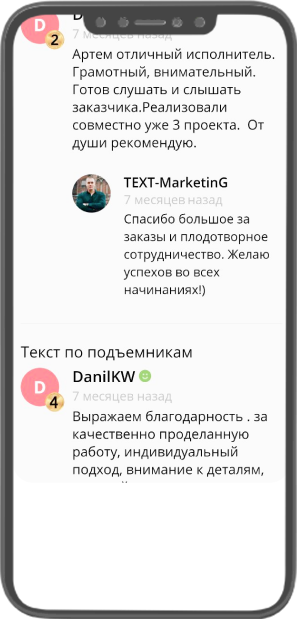 D
2
7 месяцев назад
Артем отличный исполнитель.
Грамотный, внимательный.
Готов слушать и слышать
заказчика.Реализовали
совместно уже 3 проекта. От
души рекомендую.
TEXT-MarketinG
7 месяцев назад
Спасибо большое за
заказы и плодотворное
сотрудничество. Желаю
успехов во всех
начинаниях!)
Текст по подъемникам
D
4
DanilKW
7 месяцев назад
Выражаем благодарность . за
качественно проделанную
работу, индивидуальный
подход, внимание к деталям,